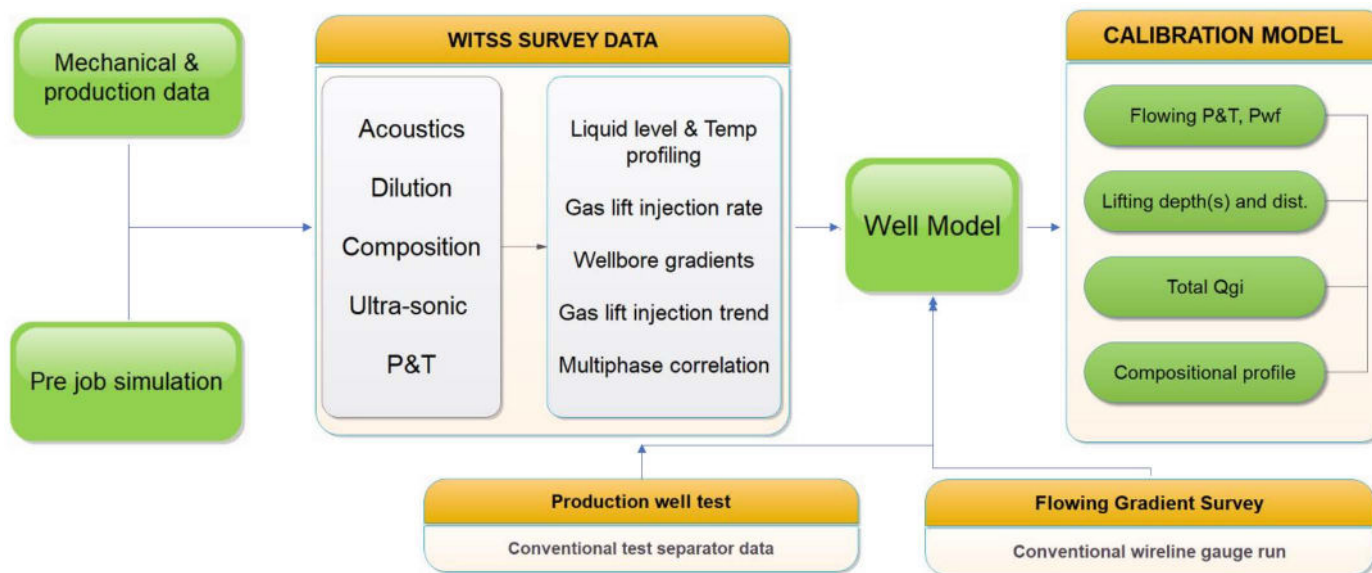 Mechanical &
production data
Pre job simulation
WITSS SURVEY DATA
Acoustics
Dilution
Composition
Ultra-sonic
P&T
Liquid level & Temp
profiling
Gas lift injection rate
Wellbore gradients
Gas lift injection trend
Multiphase correlation
Well Model
CALIBRATION MODEL
Flowing P&T, Pwf
Lifting depth(s) and dist.
Total Qgi
Compositional profile
Production well test
Conventional test separator data
Flowing Gradient Survey
Conventional wireline gauge run